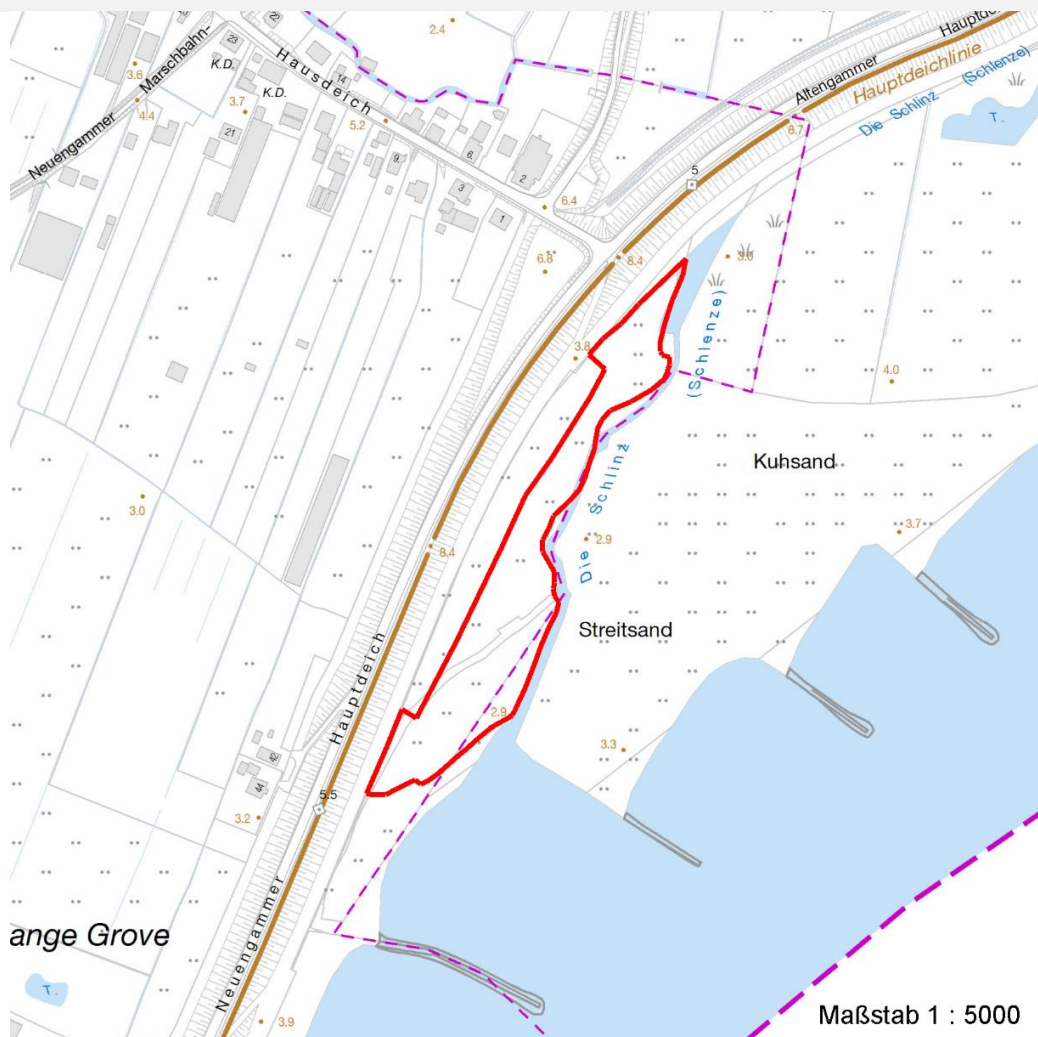 22
2.4
23
K.D.
14
Hausdeich
K.D.
3.6
4.4
Neuengammer Marschbahn-
3.7
21
5.2
9
6.
2
3
1
6.4
6.8
Hauptdei
Altengammer
Hauptdeichlinie
Die Schlinz (Schlenze)
T.
8.7
5
8.4
3.0
3.8
4.0
(Schlenze)
Kuhsand
3.0
3.7
8.4
2.9
Die Schlinz
Streitsand
Hauptdeich
2.9
3.3
42
44
5.5
3.2
ange Grove
Neuengammer
T.
3.9
Maßstab 1 : 5000